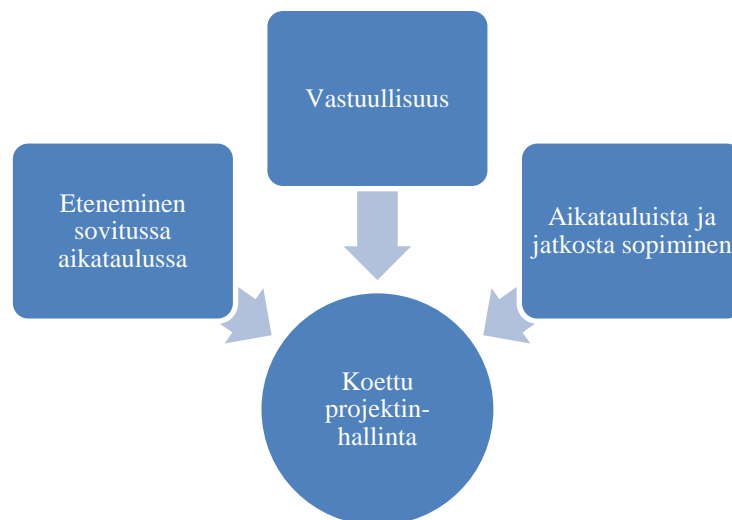 Vastuullisuus
Eteneminen
sovitussa
aikataulussa
Aikatauluista ja
jatkosta sopiminen
Koettu
projektin-
hallinta